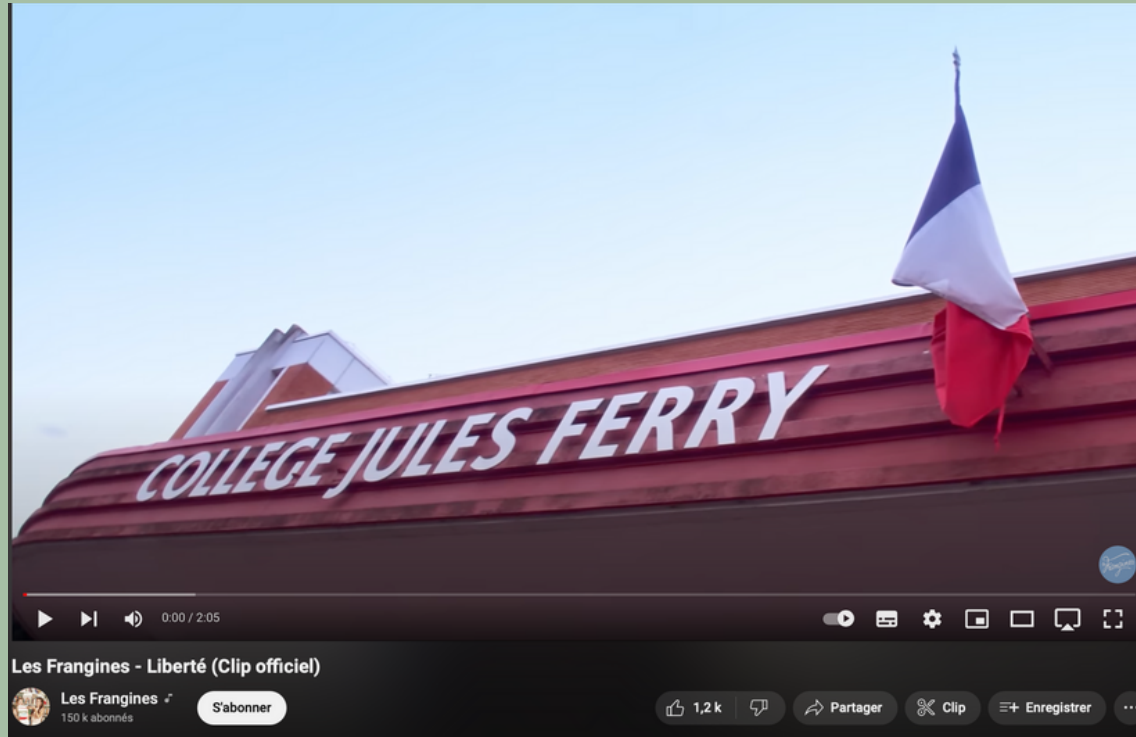 COLLEGE JULES FERRY
Frangines
0:00 / 2:05
Les Frangines - Liberté (Clip officiel)
Les Frangines
150 k abonnés
S'abonner
1,2 k
Partager
Clip
Enregistrer